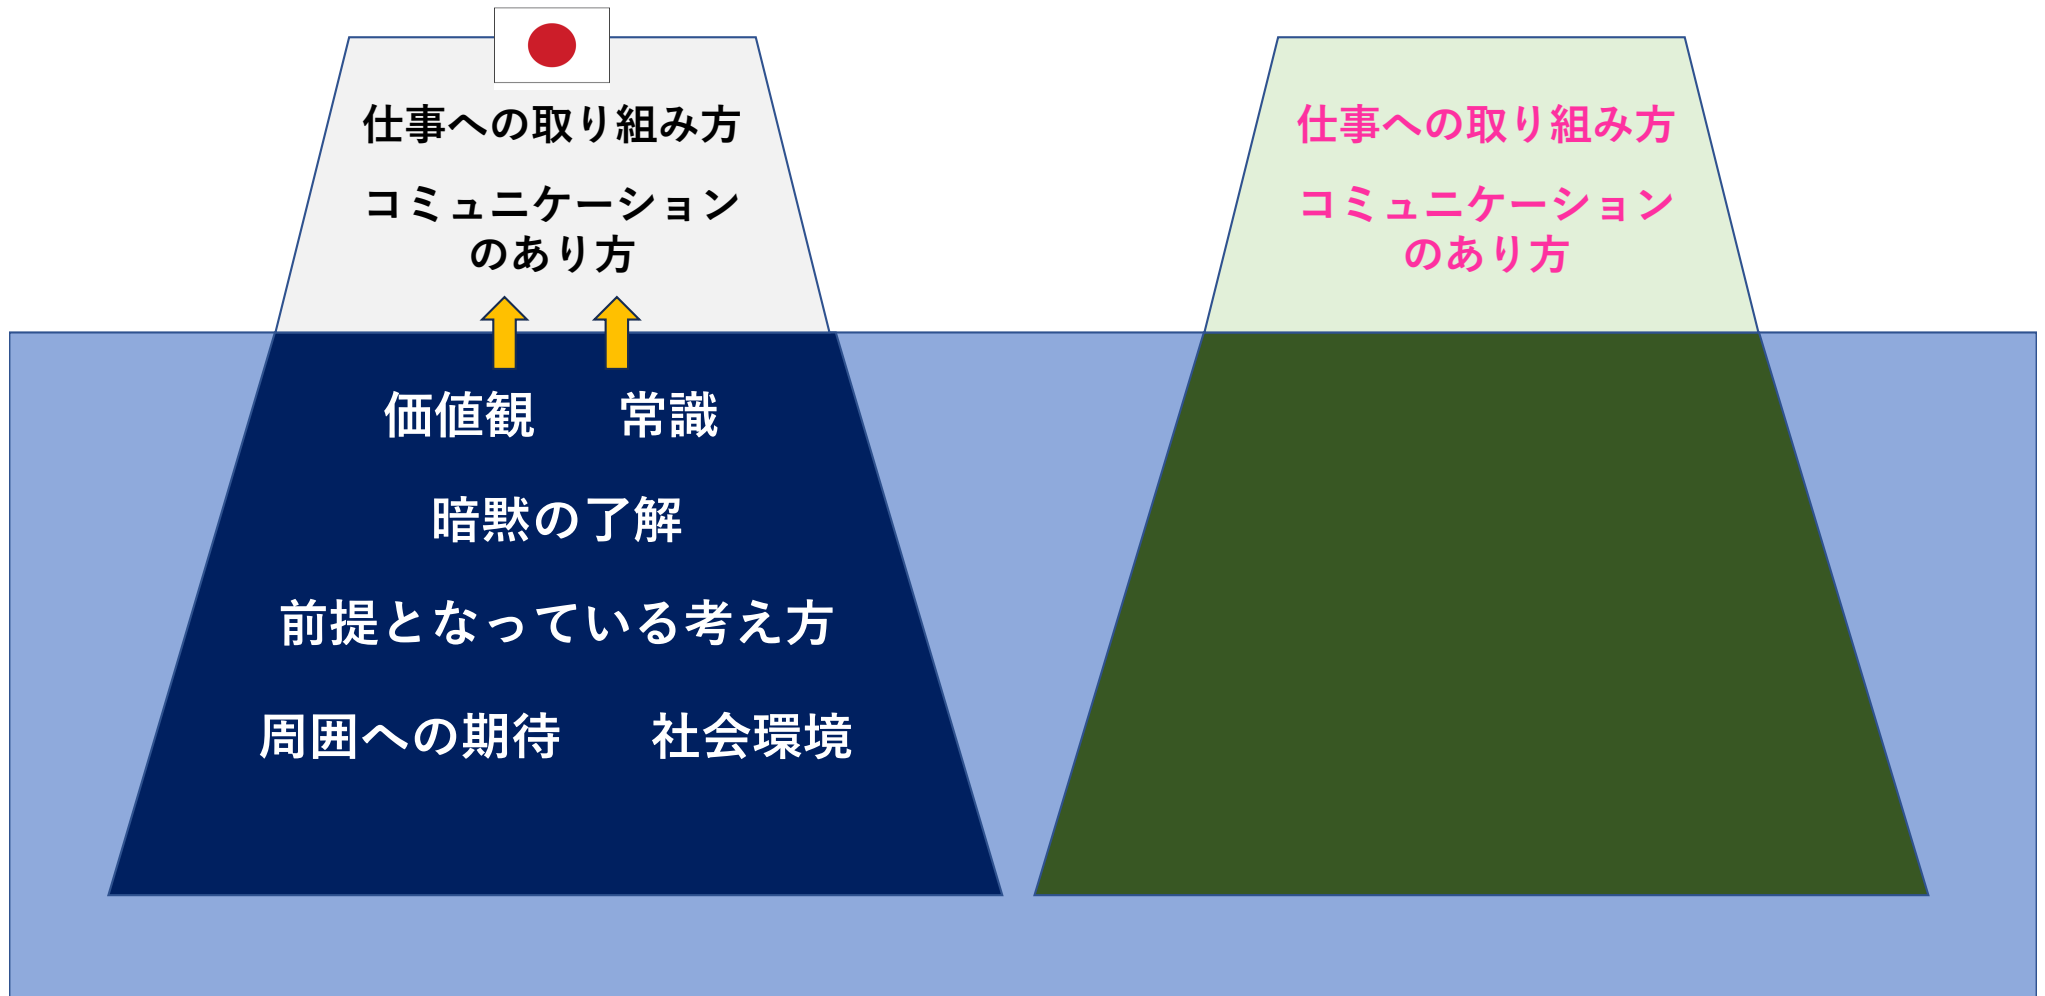 仕事への取り組み方
コミュニケーション
のあり方
価値観 常識
暗黙の了解
前提となっている考え方
周囲への期待 社会環境
仕事への取り組み方
コミュニケーション
のあり方